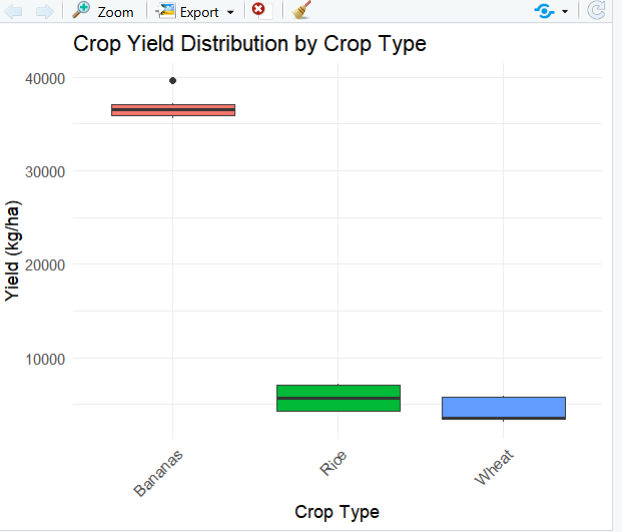 Zoom Export
Crop Yield Distribution by Crop Type
Yield (kg/ha)
40000
30000
20000
10000
Bananas Rice Wheat
Crop Type